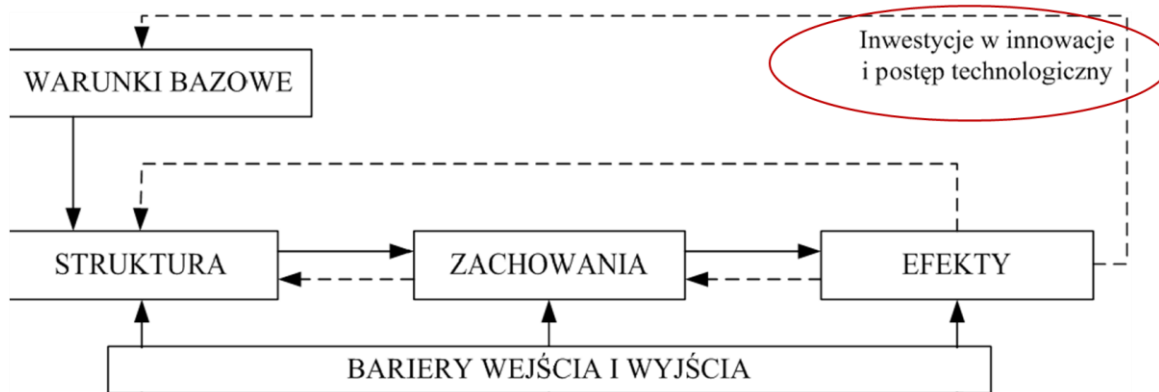 Inwestycje w innowacje
i postęp technologiczny
WARUNKI BAZOWE
STRUKTURA
ZACHOWANIA
EFEKTY
BARIERY WEJŚCIA I WYJŚCIA